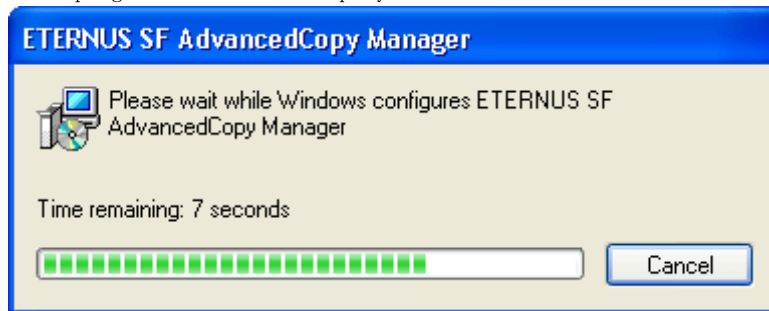 ETERNUS SF AdvancedCopy Manager
Please wait while Windows configures ETERNUS SF
AdvancedCopy Manager
Time remaining: 7 seconds
Cancel